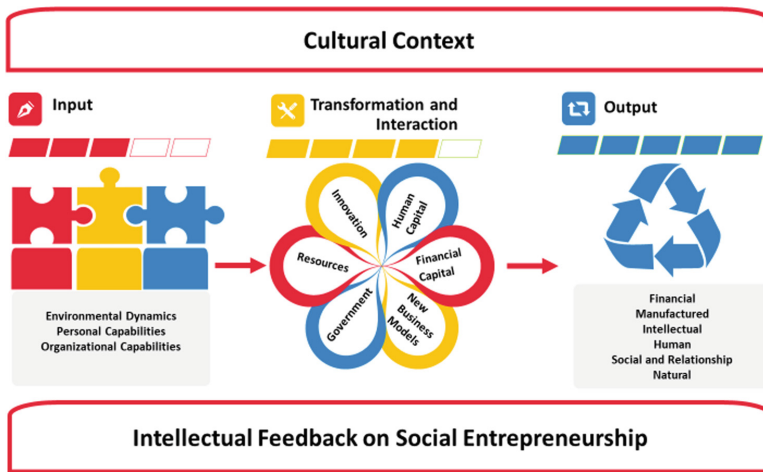 Cultural Context
Input
Transformation and
Interaction
Output
Innovation
Human
Capital
Resources
Financial
Capital
Government
New
Business
Models
Environmental Dynamics
Personal Capabilities
Organizational Capabilities
Financial
Manufactured
Intellectual
Human
Social and Relationship
Natural
Intellectual Feedback on Social Entrepreneurship